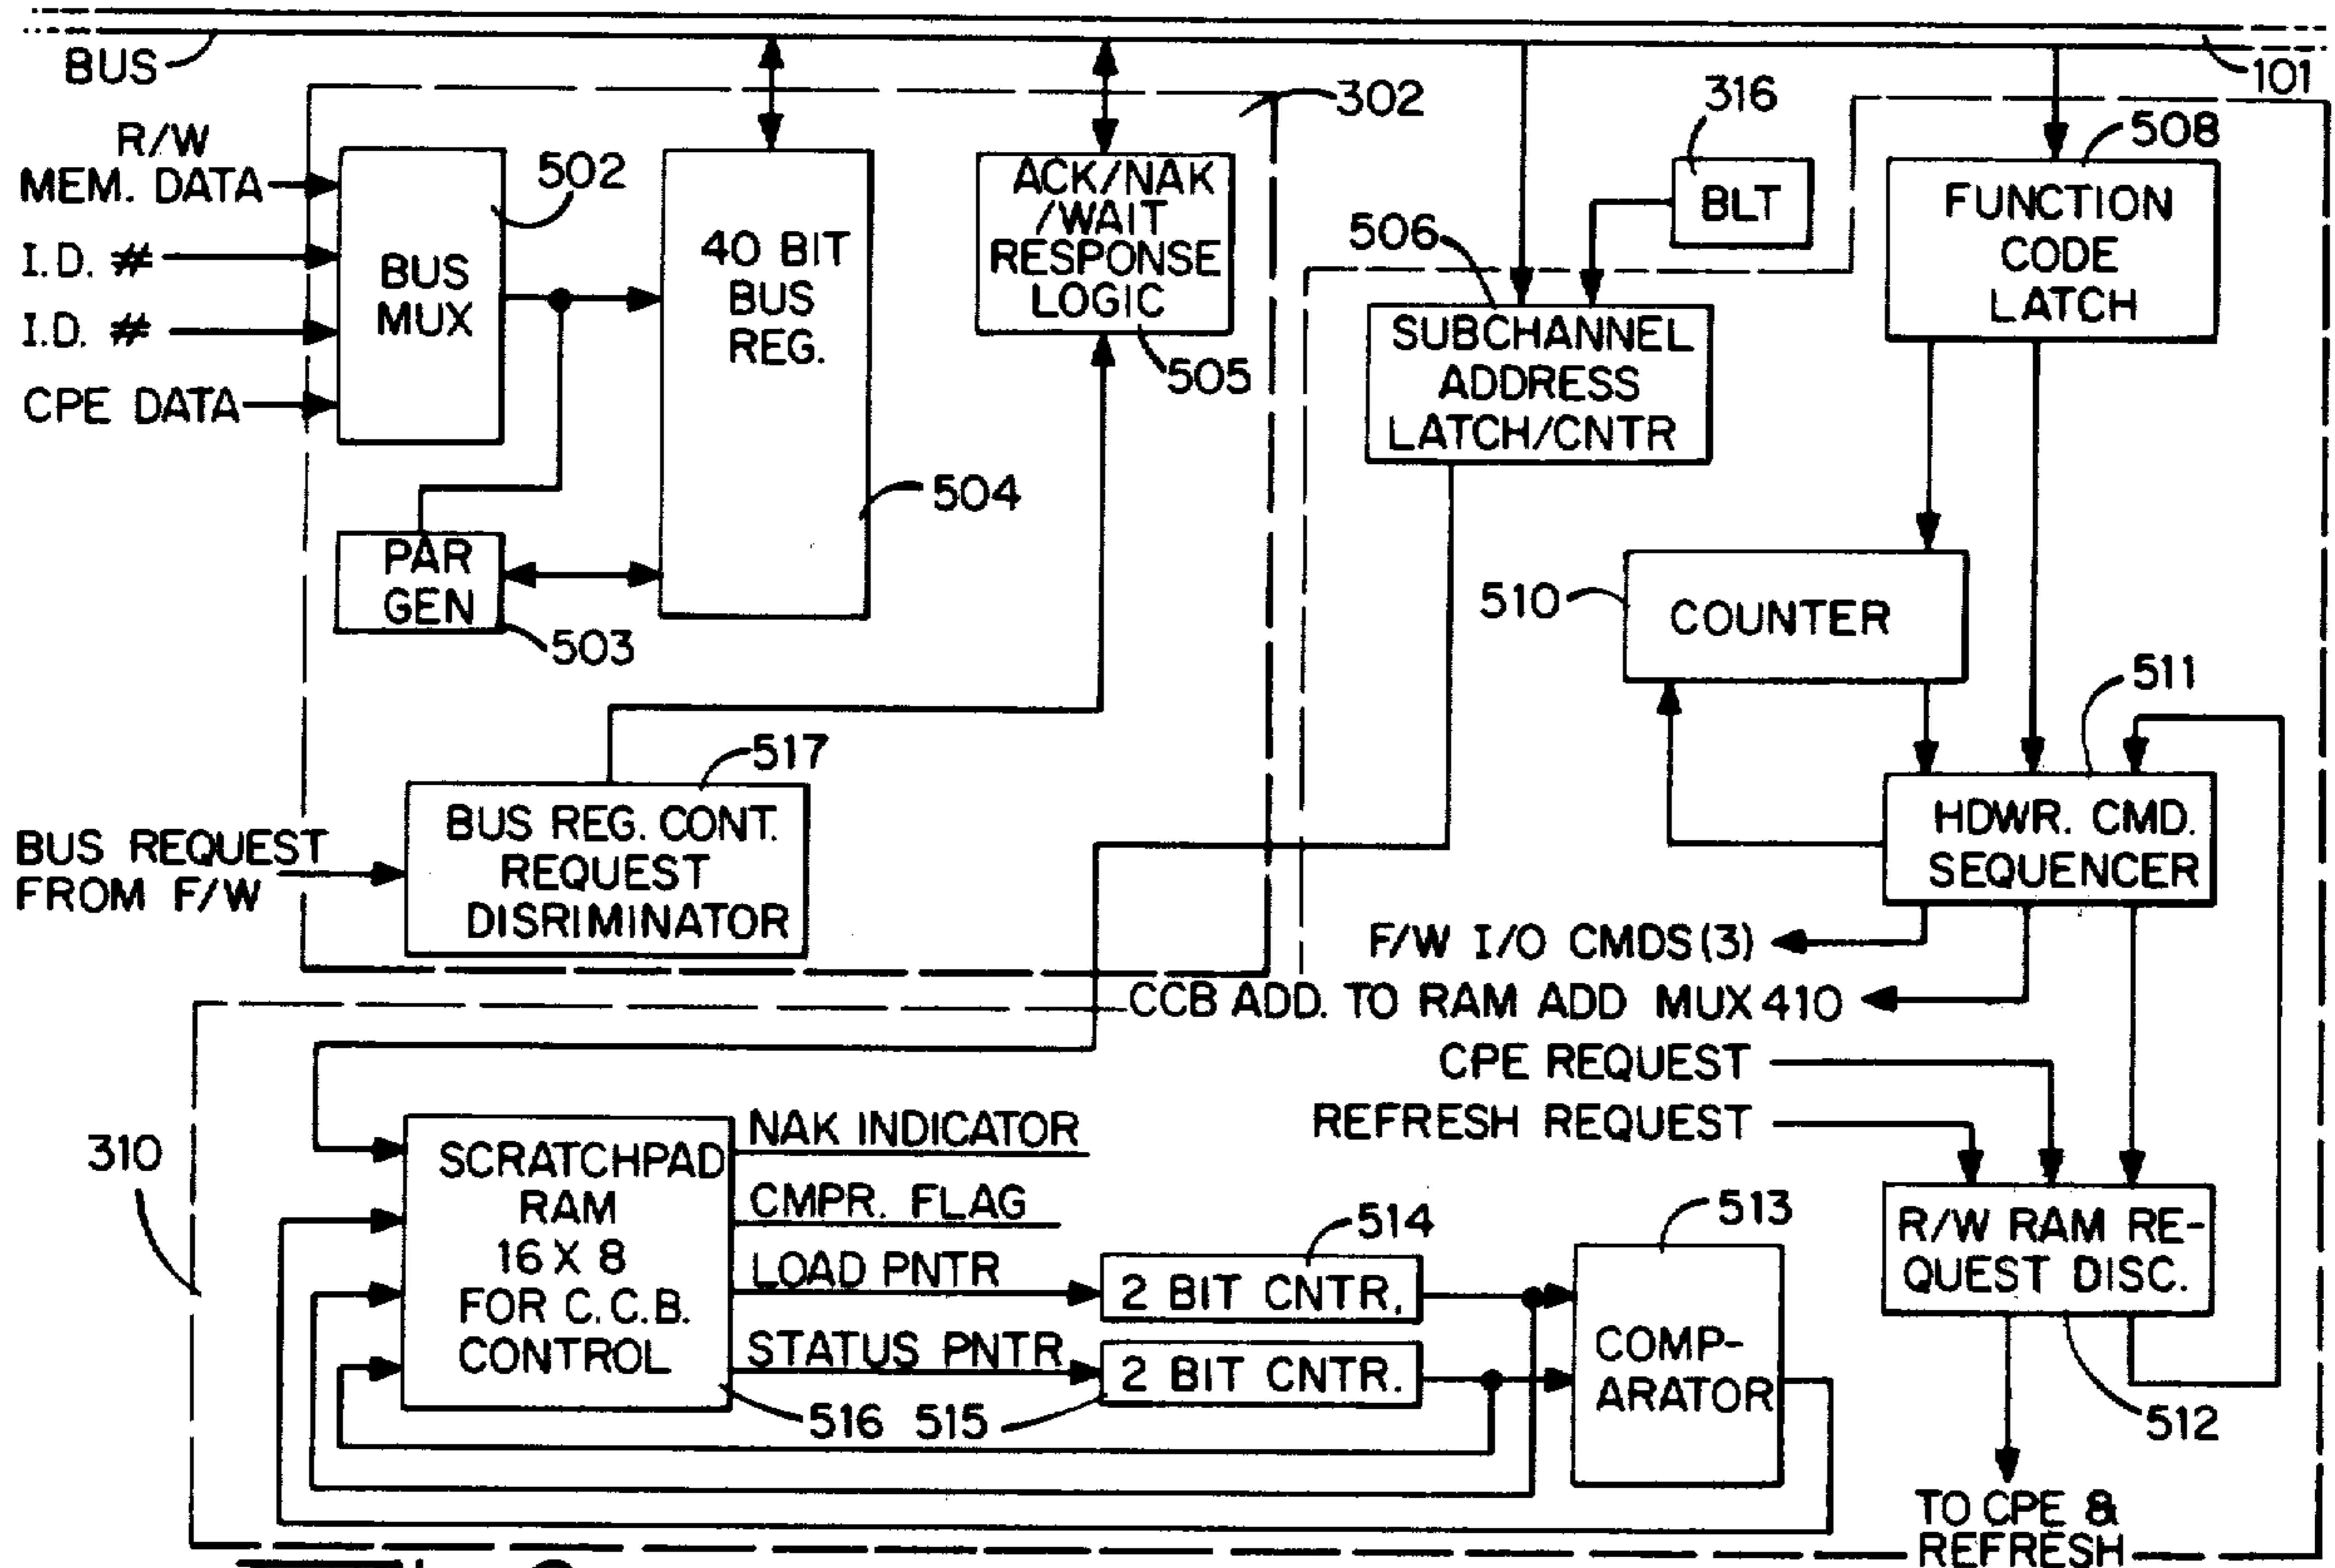 BUS
101
302
316
R/W
MEM. DATA
I.D. #
I.D. #
CPE DATA
502
BUS
MUX
40 BIT
BUS
REG.
504
PAR
GEN
503
ACK/NAK
/WAIT
RESPONSE
LOGIC
505
BLT
506
SUBCHANNEL
ADDRESS
LATCH/CNTR
508
FUNCTION
CODE
LATCH
510
COUNTER
511
HDWR. CMD.
SEQUENCER
517
BUS REG. CONT.
REQUEST
DISRIMINATOR
BUS REQUEST
FROM F/W
F/W I/O CMDS(3)
CCB ADD. TO RAM ADD MUX 410
CPE REQUEST
REFRESH REQUEST
310
SCRATCHPAD
RAM
16 X 8
FOR C.C.B.
CONTROL
516
NAK INDICATOR
CMPR. FLAG
LOAD PNTR
STATUS PNTR
514
2 BIT CNTR.
515
2 BIT CNTR.
513
COMP-
ARATOR
R/W RAM RE-
QUEST DISC.
512
TO CPE &
REFRESH